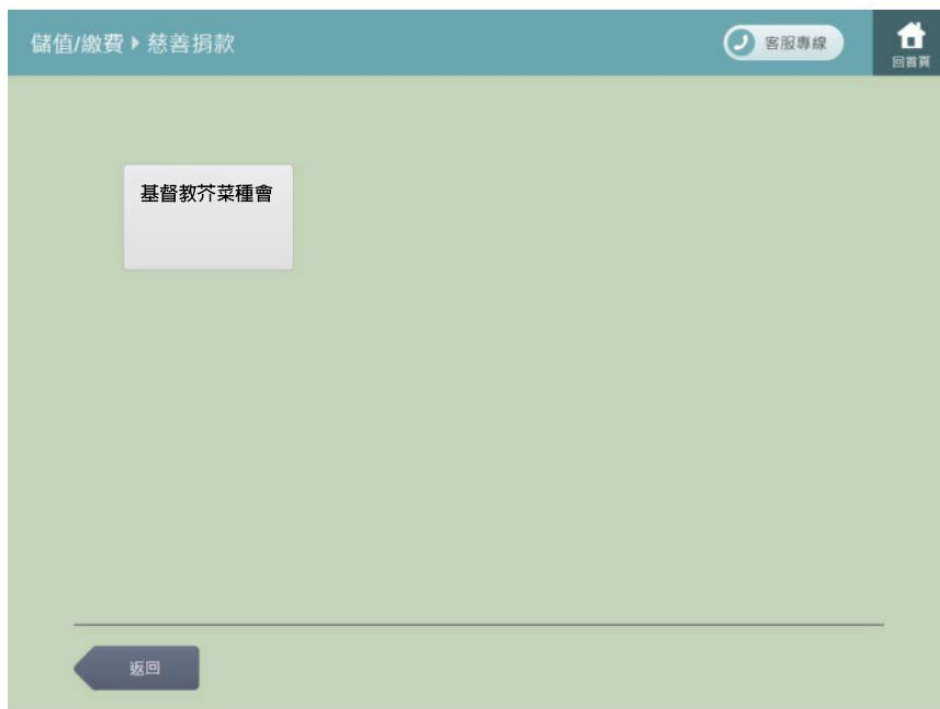 儲值/繳費 ▸ 慈善捐款
客服專線
回首頁
基督教芥菜種會
返回